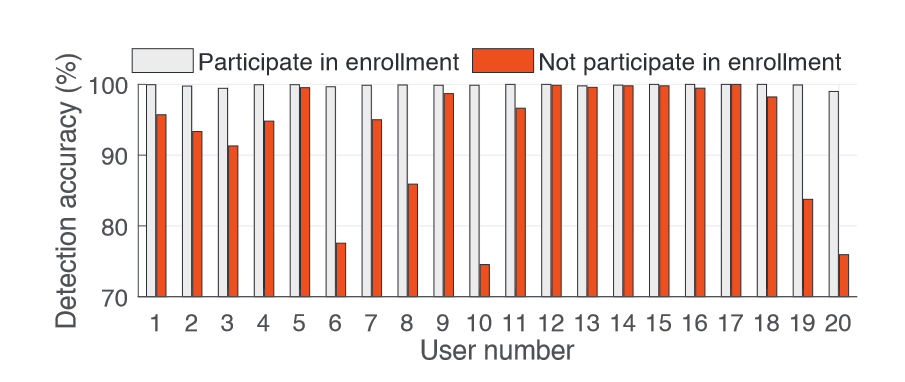 Participate in enrollment Not participate in enrollment
Detection accuracy (%)
100
90
80
70
1 2 3 4 5 6 7 8 9 10 11 12 13 14 15 16 17 18 19 20
User number